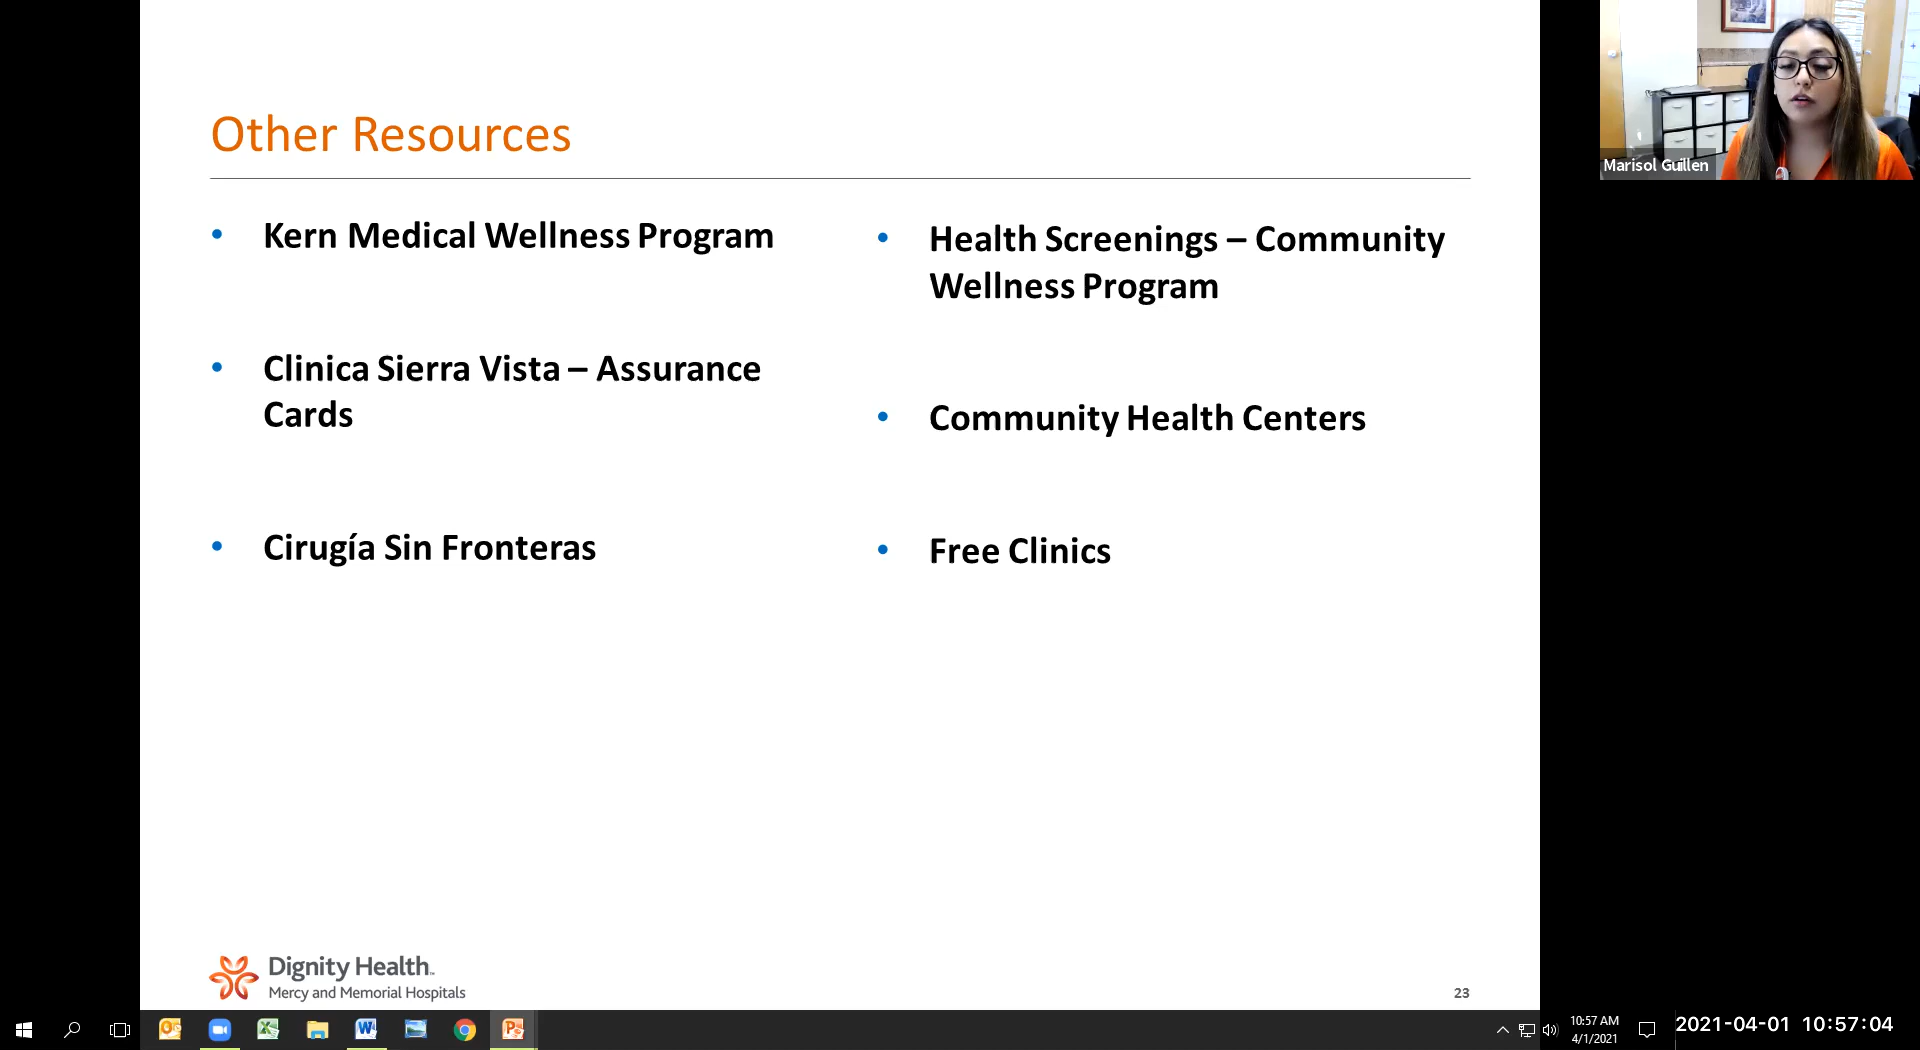 Other Resources
• Kern Medical Wellness Program
• Clinica Sierra Vista – Assurance
Cards
• Cirugía Sin Fronteras
• Health Screenings – Community
Wellness Program
• Community Health Centers
• Free Clinics
Dignity Health™
Mercy and Memorial Hospitals
23
Marisol Guillen
10:57 AM
4/1/2021
2021-04-01 10:57:04